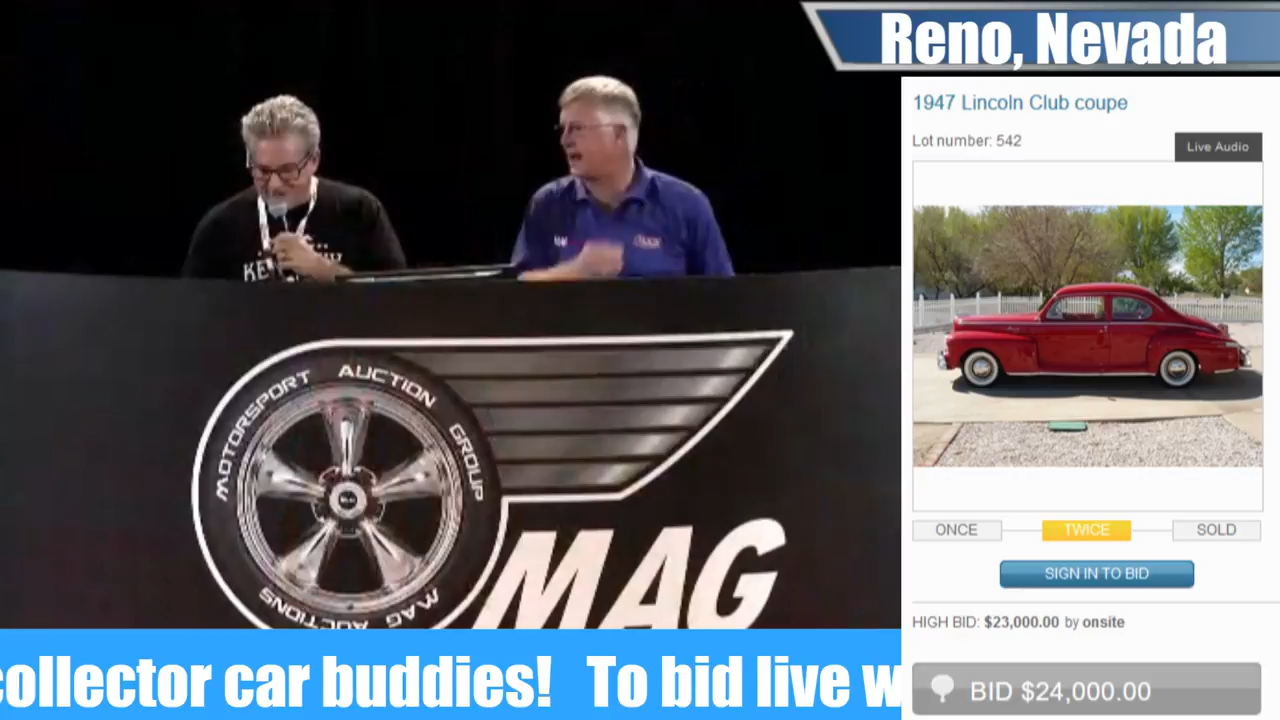 Reno, Nevada
1947 Lincoln Club coupe
Lot number: 542
Live Audio
ONCE
TWICE
SOLD
SIGN IN TO BID
HIGH BID: $23,000.00 by onsite
BID $24,000.00
MOTORSPORT AUCTION GROUP
MAG AUCTIONS
MAG
collector car buddies! To bid live w